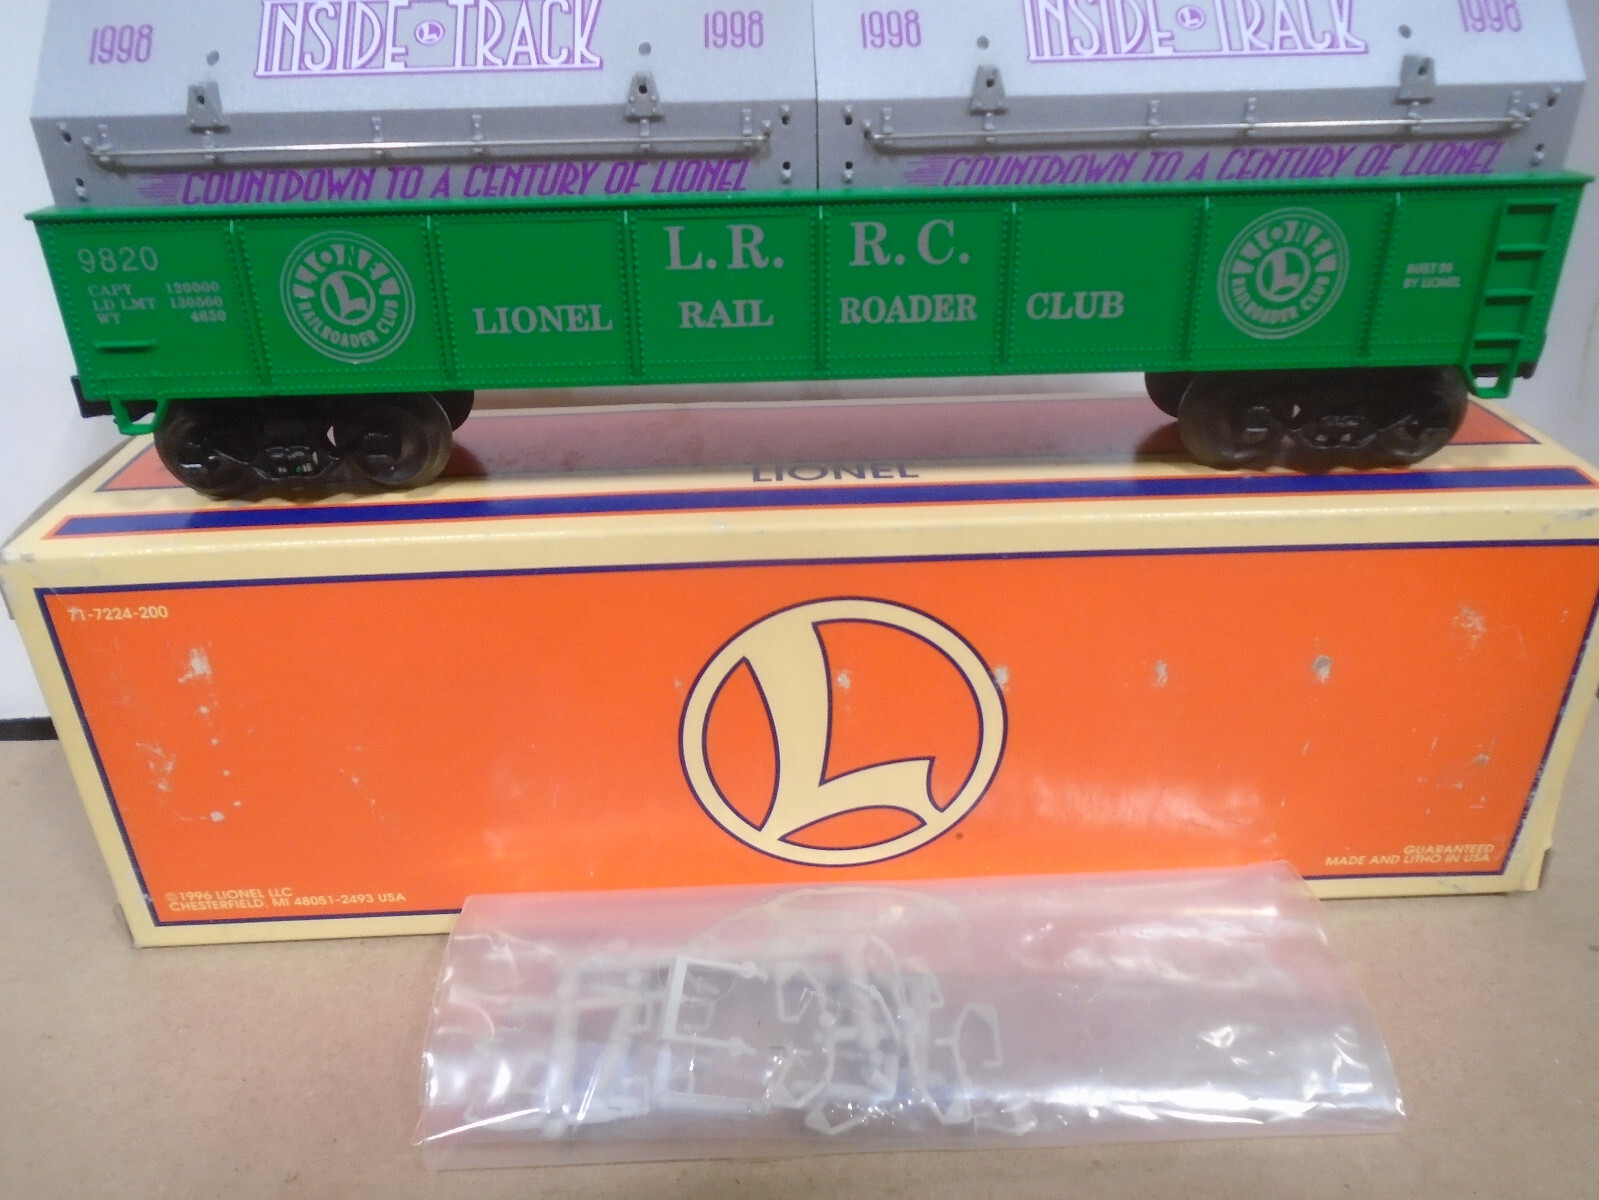 1998 INSIDE TRACK 1998
1998 INSIDE TRACK 1998
COUNTDOWN TO A CENTURY OF LIONEL
COUNTDOWN TO A CENTURY OF LIONEL
9820
CAPY 120000
LD LMT 130500
WT 4650
LIONEL
L
RAILROADER CLUB
L.R. R.C.
LIONEL RAIL ROADER CLUB
LIONEL
L
RAILROADER CLUB
BUILT 98
BY LIONEL
LIONEL
71-7224-200
L
©1996 LIONEL LLC
CHESTERFIELD, MI 48051-2493 USA
GUARANTEED
MADE AND LITHO IN USA